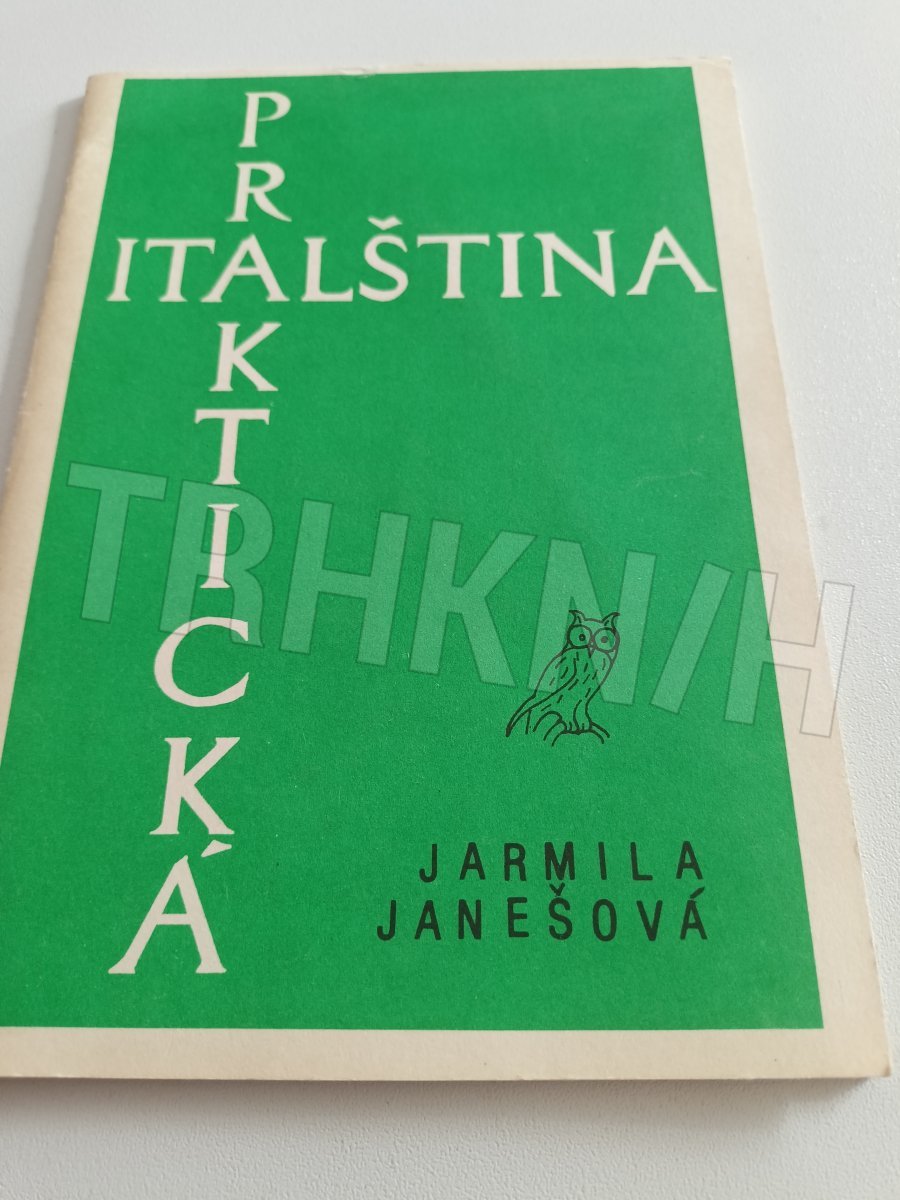 PRAKTICKÁ
ITALŠTINA
TRHKNIH
JARMILA
JANEŠOVÁ